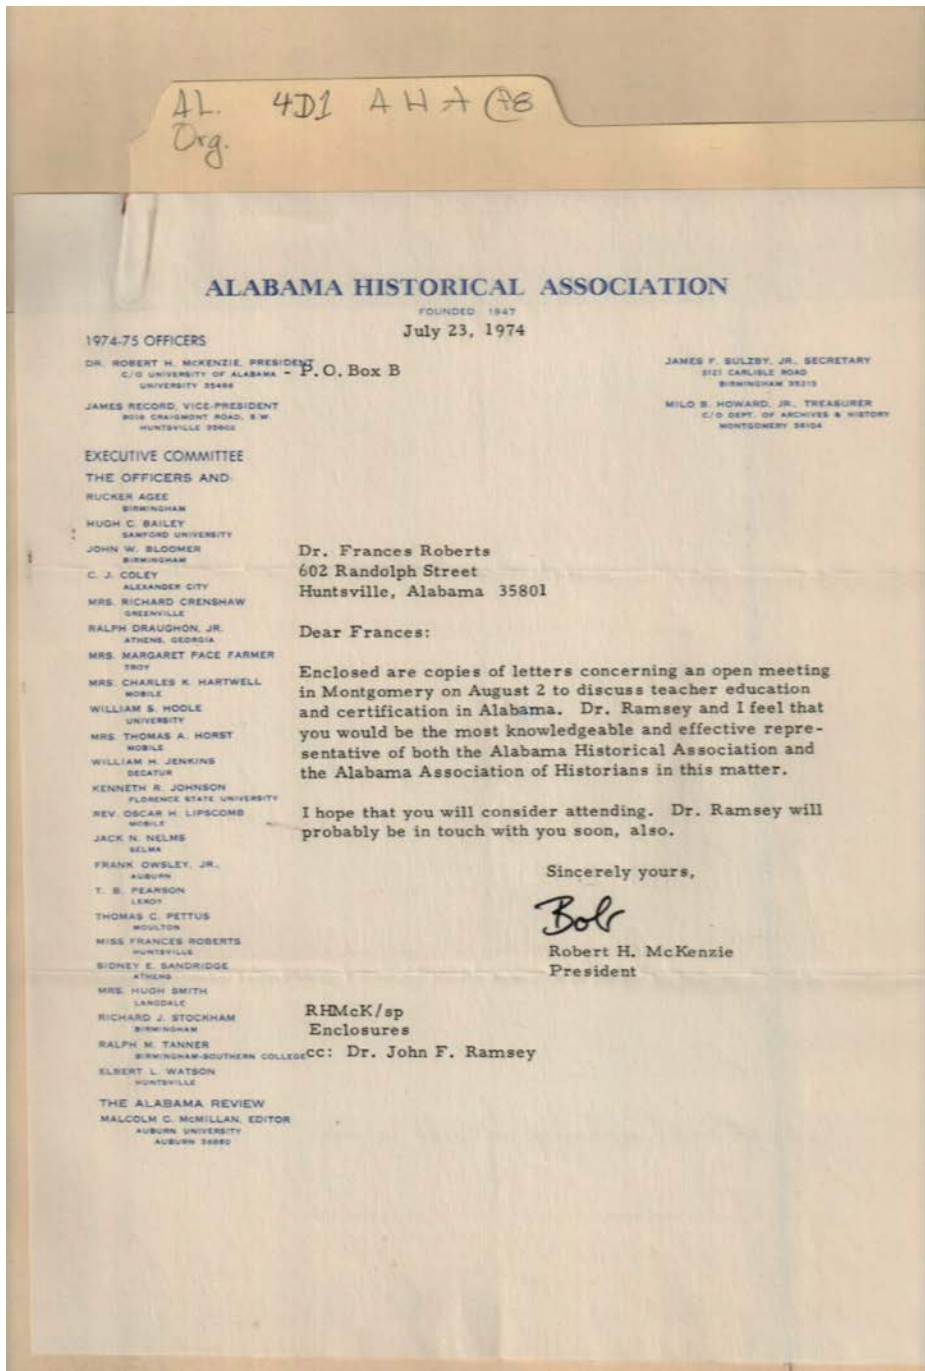 AL. 4D1 A H A
Org.
ALABAMA HISTORICAL ASSOCIATION
FOUNDED 1947
July 23, 1974
1974-75 OFFICERS
DR. ROBERT H. McKENZIE, PRESIDENT
C/O UNIVERSITY OF ALABAMA - P.O. Box B
UNIVERSITY 35486
JAMES RECORD, VICE-PRESIDENT
CRAIGMONT ROAD, S.W.
HUNTSVILLE
JAMES F. SULZBY, JR., SECRETARY
3121 CARLISLE ROAD
BIRMINGHAM 35213
MILO B. HOWARD, JR., TREASURER
C/O DEPT. OF ARCHIVES & HISTORY
MONTGOMERY 36104
EXECUTIVE COMMITTEE
THE OFFICERS AND
RUCKER AGEE
BIRMINGHAM
HUGH C. BAILEY
SAMFORD UNIVERSITY
JOHN W. BLOOMER
BIRMINGHAM
C. J. COLEY
ALEXANDER CITY
MRS. RICHARD CRENSHAW
GREENVILLE
RALPH DRAUGHON, JR.
ATHENS, GEORGIA
MRS. MARGARET PACE FARMER
TROY
MRS. CHARLES K. HARTWELL
MOBILE
WILLIAM S. HOOLE
UNIVERSITY
MRS. THOMAS A. HORST
MOBILE
WILLIAM H. JENKINS
DECATUR
KENNETH R. JOHNSON
FLORENCE STATE UNIVERSITY
REV. OSCAR H. LIPSCOMB
MOBILE
JACK N. NELMS
SELMA
FRANK OWSLEY, JR.
AUBURN
T. B. PEARSON
LEROY
THOMAS C. PETTUS
MOULTON
MISS FRANCES ROBERTS
HUNTSVILLE
SIDNEY E. SANDRIDGE
ATHENS
MRS. HUGH SMITH
LANGDALE
RICHARD J. STOCKHAM
BIRMINGHAM
RALPH M. TANNER
BIRMINGHAM-SOUTHERN COLLEGE
ELBERT L. WATSON
HUNTSVILLE
THE ALABAMA REVIEW
MALCOLM C. McMILLAN, EDITOR
AUBURN UNIVERSITY
AUBURN
Dr. Frances Roberts
602 Randolph Street
Huntsville, Alabama 35801
Dear Frances:
Enclosed are copies of letters concerning an open meeting
in Montgomery on August 2 to discuss teacher education
and certification in Alabama. Dr. Ramsey and I feel that
you would be the most knowledgeable and effective repre-
sentative of both the Alabama Historical Association and
the Alabama Association of Historians in this matter.
I hope that you will consider attending. Dr. Ramsey will
probably be in touch with you soon, also.
Sincerely yours,
Bob
Robert H. McKenzie
President
RHMcK/sp
Enclosures
cc: Dr. John F. Ramsey